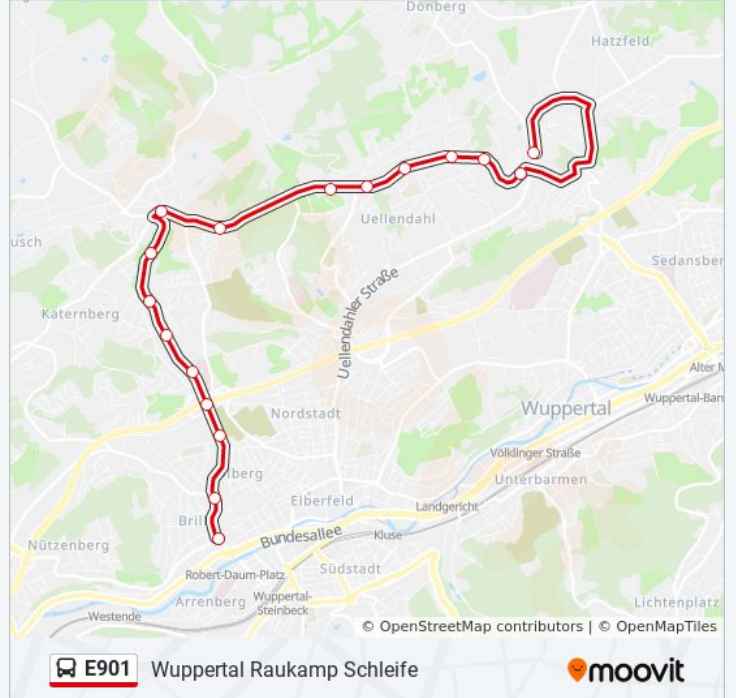 Dönberg
Hatzfeld
Uellendahl
usch
Sedansber
Katernberg
Uellendahler Straße
Alter M
Wuppertal-Bar
Nordstadt
Wuppertal
Völklinger Straße
lberg
Unterbarmen
Elberfeld
Landgericht
Brill
Bundesallee
Kluse
Nützenberg
Robert-Daum-Platz
Südstadt
Arrenberg
Wuppertal-
Steinbeck
Lichtenplatz
Westende
© OpenStreetMap contributors | © OpenMapTiles
E901 Wuppertal Raukamp Schleife
moovit